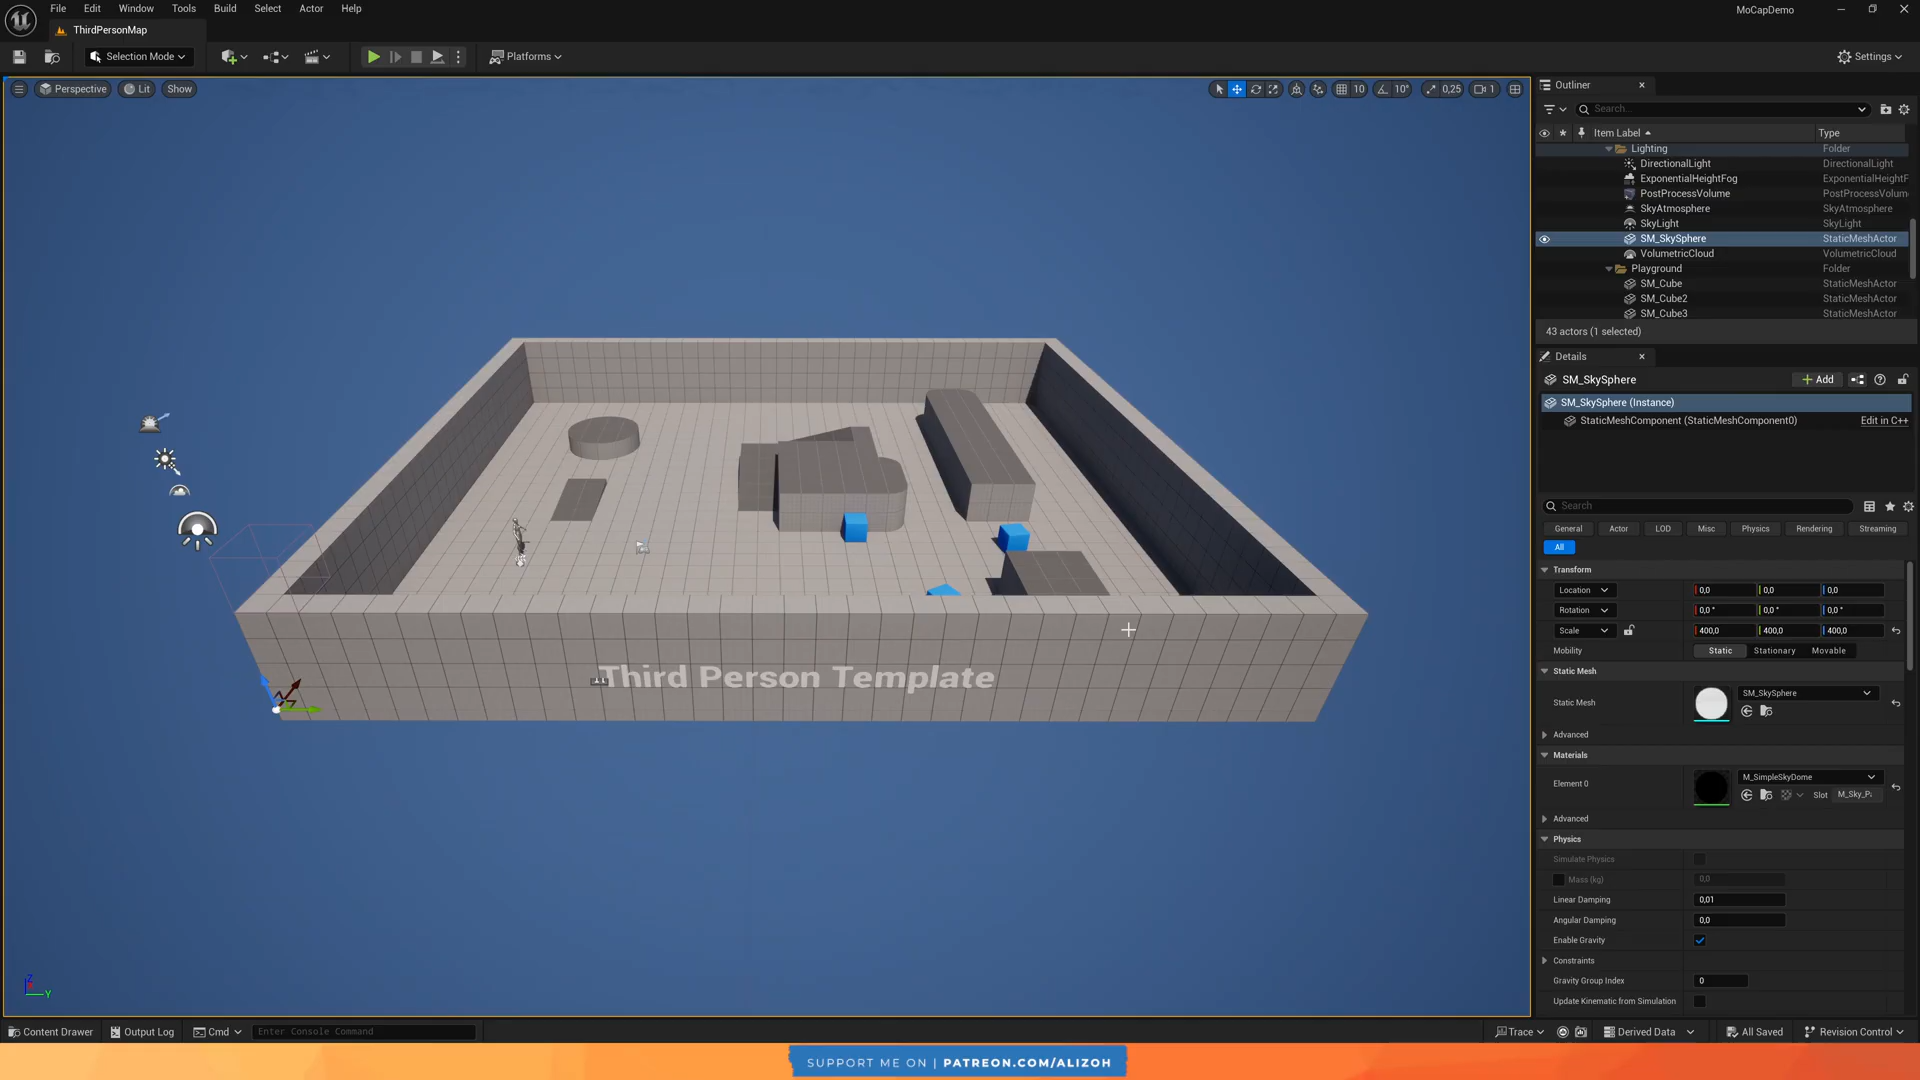 File Edit Window Tools Build Select Actor Help
MoCapDemo
ThirdPersonMap
Selection Mode
Platforms
Settings
Perspective Lit Show
10 10° 0,25 1
Outliner
Search...
Item Label Type
Lighting Folder
DirectionalLight DirectionalLight
ExponentialHeightFog ExponentialHeightF
PostProcessVolume PostProcessVolum
SkyAtmosphere SkyAtmosphere
SkyLight SkyLight
SM_SkySphere StaticMeshActor
VolumetricCloud VolumetricCloud
Playground Folder
SM_Cube StaticMeshActor
SM_Cube2 StaticMeshActor
SM_Cube3 StaticMeshActor
43 actors (1 selected)
Details
SM_SkySphere
+ Add
SM_SkySphere (Instance)
StaticMeshComponent (StaticMeshComponent0) Edit in C++
Search
General Actor LOD Misc Physics Rendering Streaming
All
Transform
Location 0,0 0,0 0,0
Rotation 0,0 ° 0,0 ° 0,0 °
Scale 400,0 400,0 400,0
Mobility Static Stationary Movable
Static Mesh
Static Mesh SM_SkySphere
Advanced
Materials
Element 0 M_SimpleSkyDome
Slot M_Sky_P
Advanced
Physics
Simulate Physics
Mass (kg) 0,0
Linear Damping 0,01
Angular Damping 0,0
Enable Gravity
Constraints
Gravity Group Index 0
Update Kinematic from Simulation
Third Person Template
Z
Y
Content Drawer Output Log Cmd Enter Console Command
Trace Derived Data All Saved Revision Control
SUPPORT ME ON | PATREON.COM/ALIZOH